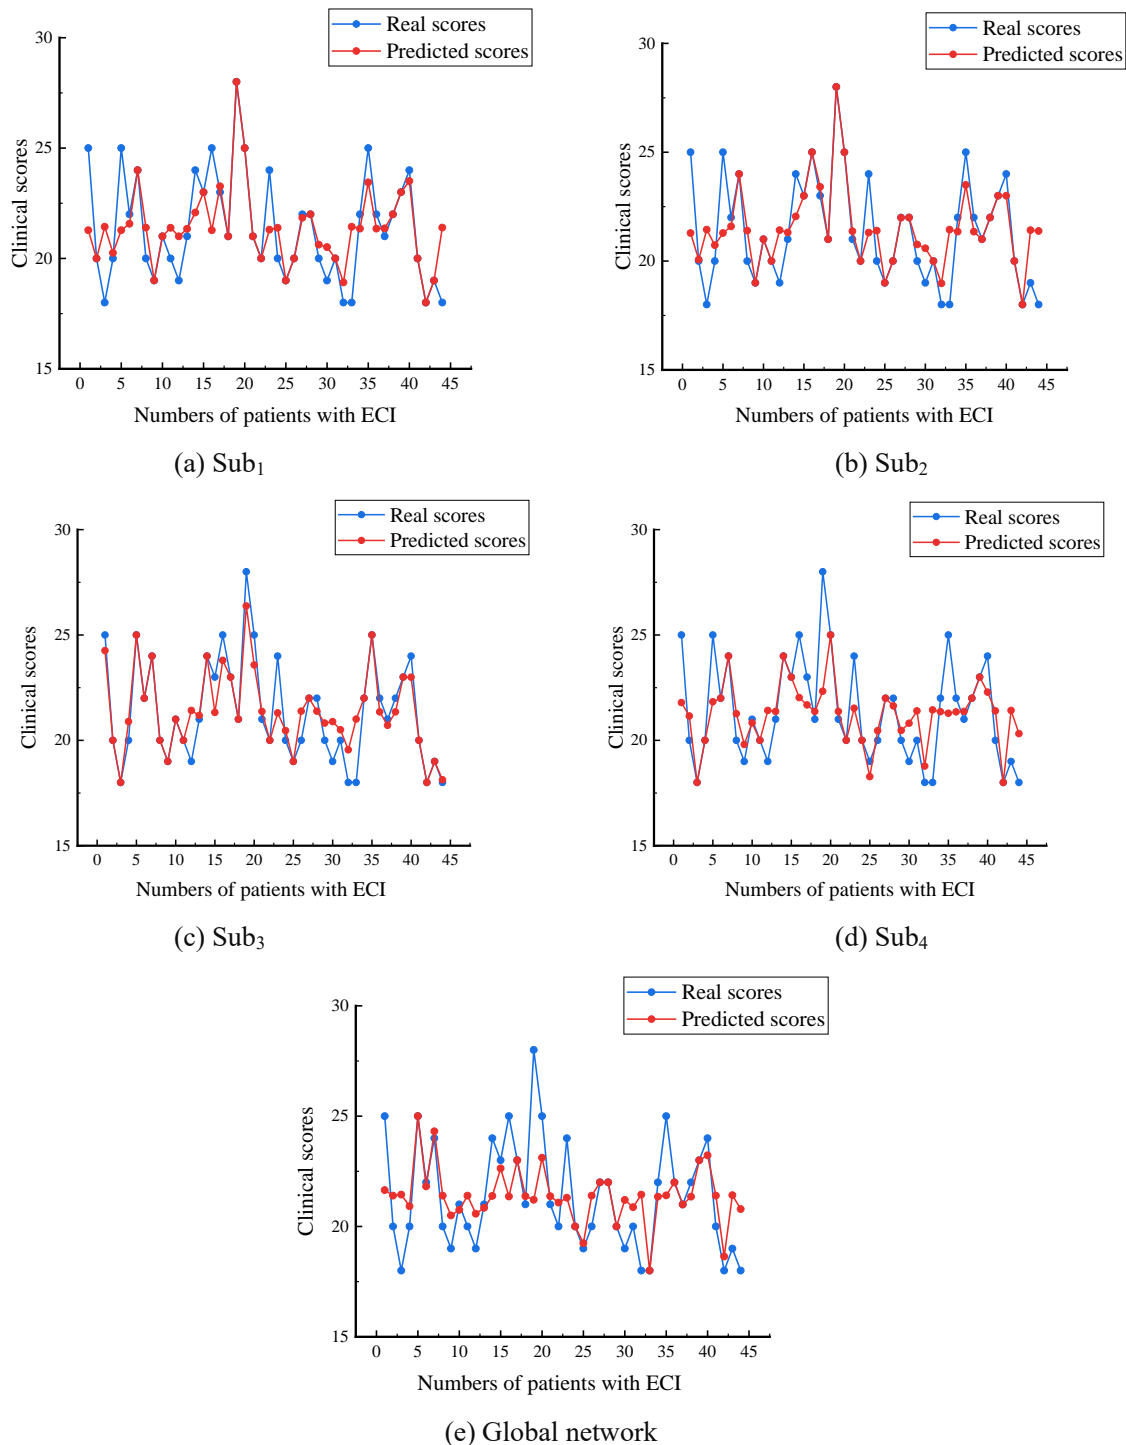 Real scores
Predicted scores
30
25
20
15
Clinical scores
0 5 10 15 20 25 30 35 40 45
Numbers of patients with ECI
(a) Sub₁
Real scores
Predicted scores
30
25
20
15
Clinical scores
0 5 10 15 20 25 30 35 40 45
Numbers of patients with ECI
(b) Sub₂
Real scores
Predicted scores
30
25
20
15
Clinical scores
0 5 10 15 20 25 30 35 40 45
Numbers of patients with ECI
(c) Sub₃
Real scores
Predicted scores
30
25
20
15
Clinical scores
0 5 10 15 20 25 30 35 40 45
Numbers of patients with ECI
(d) Sub₄
Real scores
Predicted scores
30
25
20
15
Clinical scores
0 5 10 15 20 25 30 35 40 45
Numbers of patients with ECI
(e) Global network